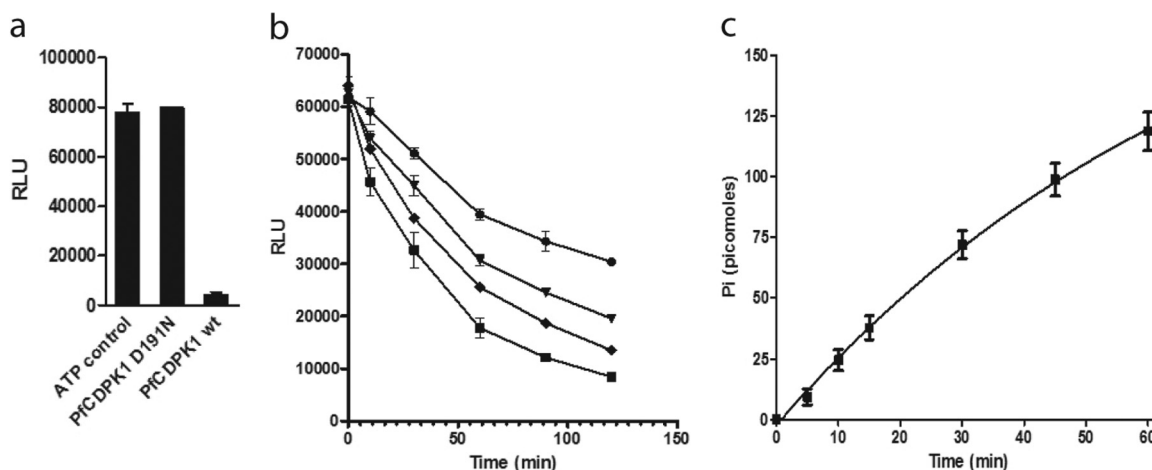 a
100000
80000
60000
40000
20000
0
RLU
ATP control
PfCDPK1 D191N
PfCDPK1 wt
b
70000
60000
50000
40000
30000
20000
10000
0
RLU
0 50 100 150
Time (min)
c
150
125
100
75
50
25
0
Pi (picomoles)
0 10 20 30 40 50 60
Time (min)